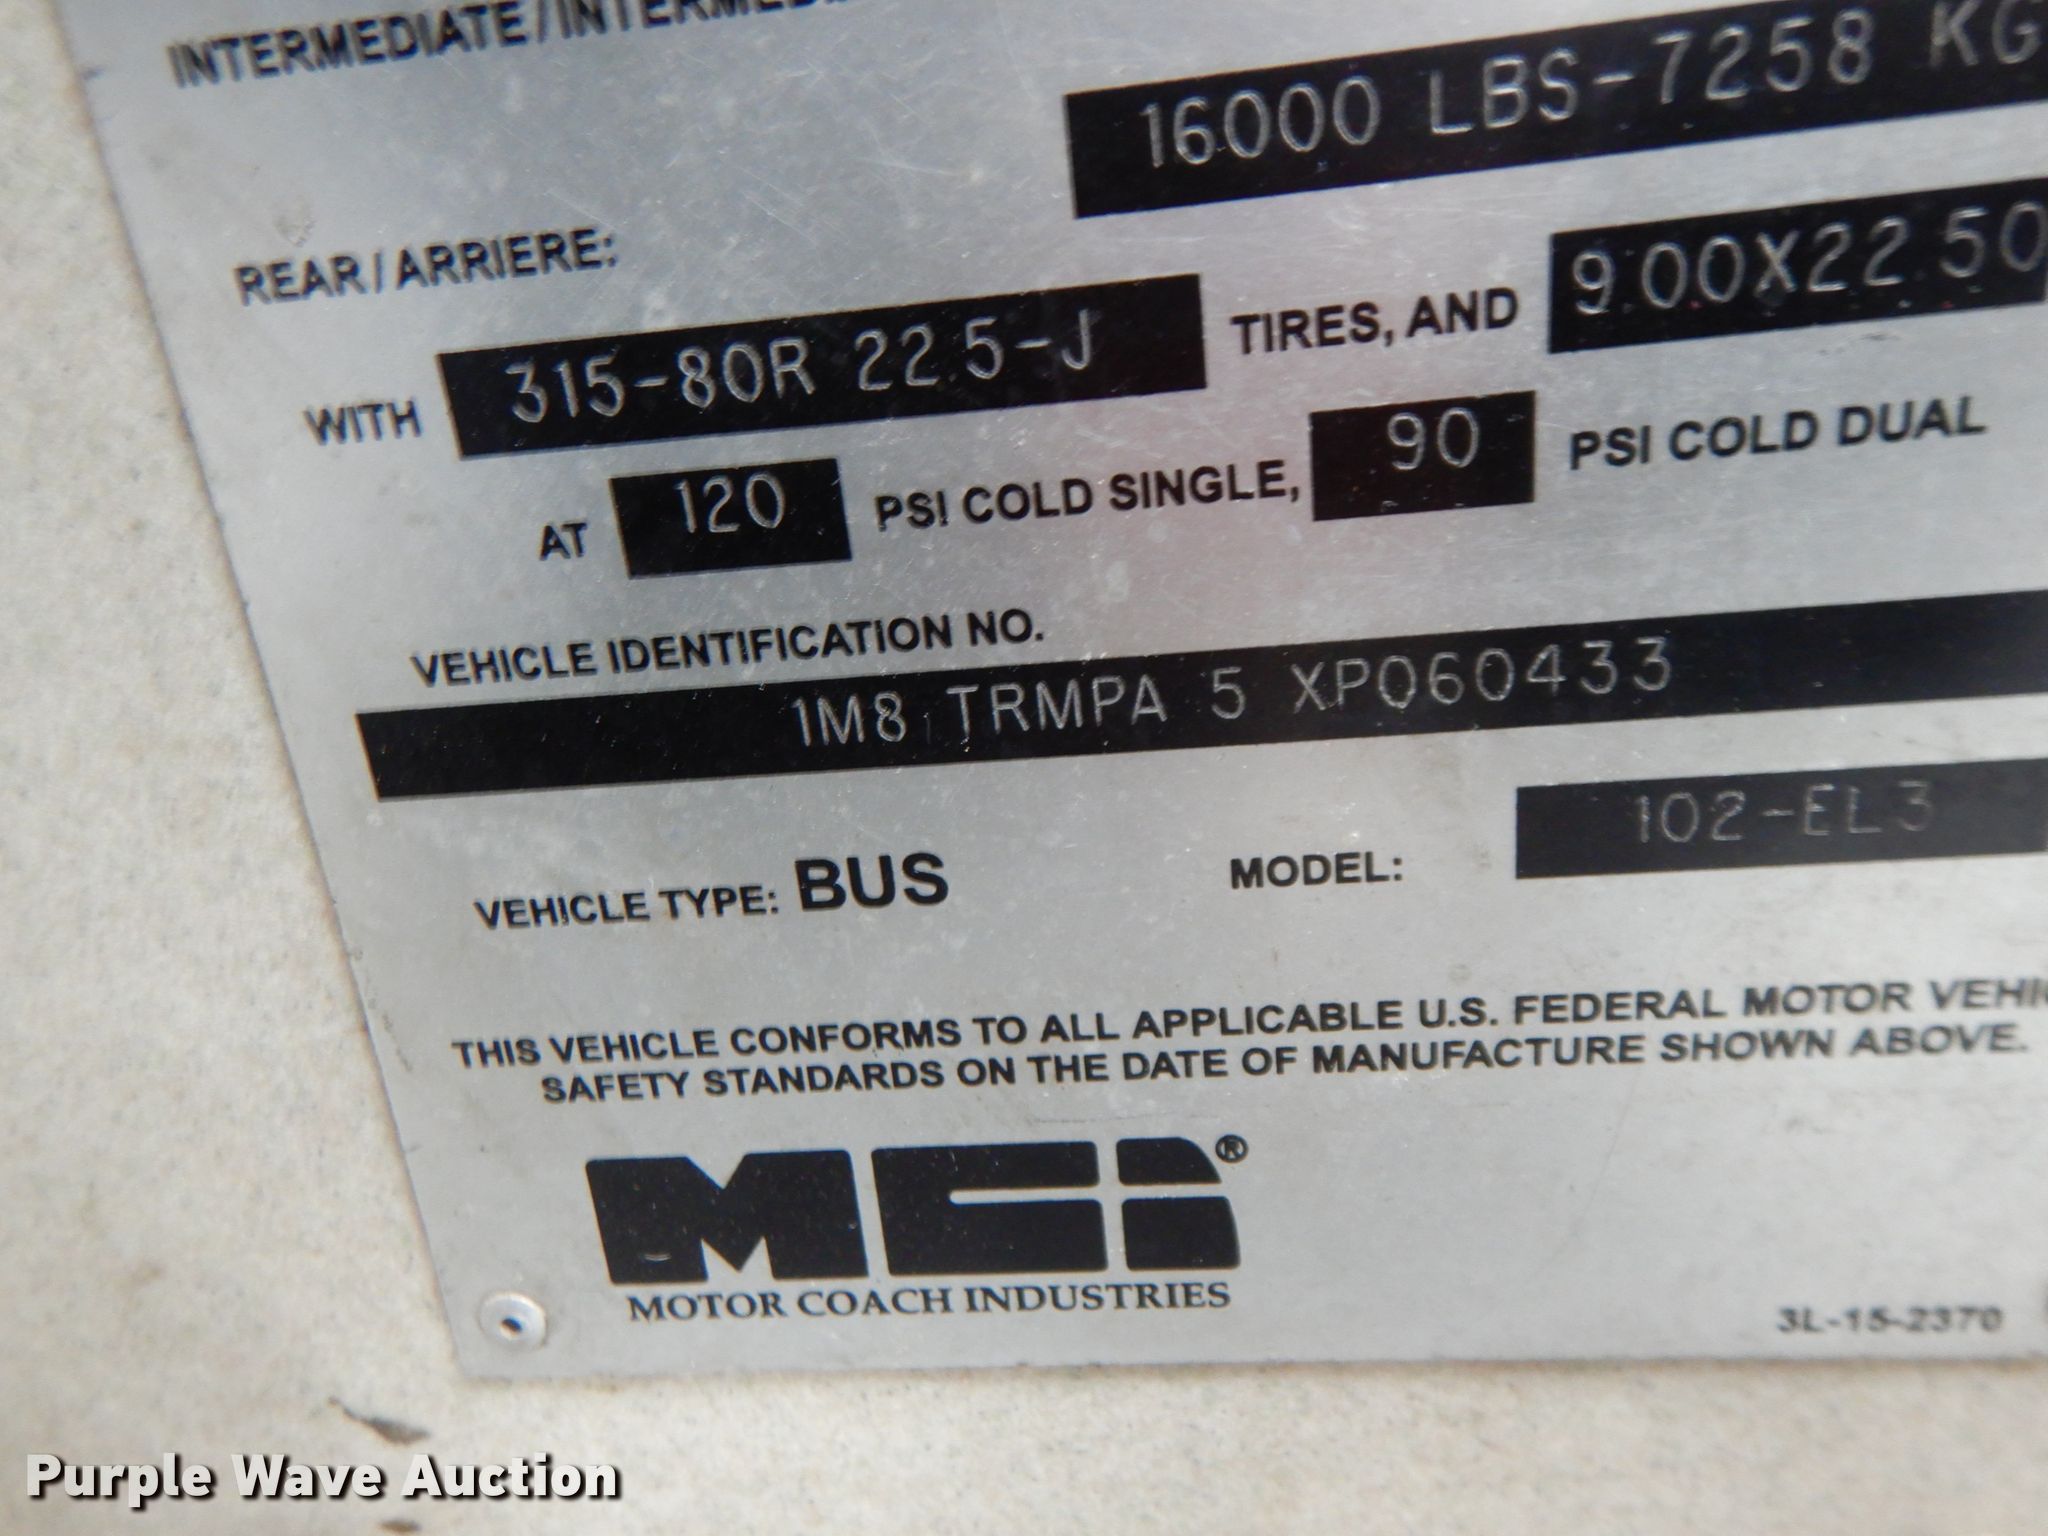 INTERMEDIATE/
16000 LBS-7258 KG
REAR/ARRIERE:
WITH 315-80R 22.5-J TIRES, AND 9.00X22.50
AT 120 PSI COLD SINGLE, 90 PSI COLD DUAL
VEHICLE IDENTIFICATION NO.
1M8 TRMPA 5 XP060433
VEHICLE TYPE: BUS MODEL: 102-EL3
THIS VEHICLE CONFORMS TO ALL APPLICABLE U.S. FEDERAL MOTOR
SAFETY STANDARDS ON THE DATE OF MANUFACTURE SHOWN ABOVE.
MCI®
MOTOR COACH INDUSTRIES
3L-15-2370
Purple Wave Auction